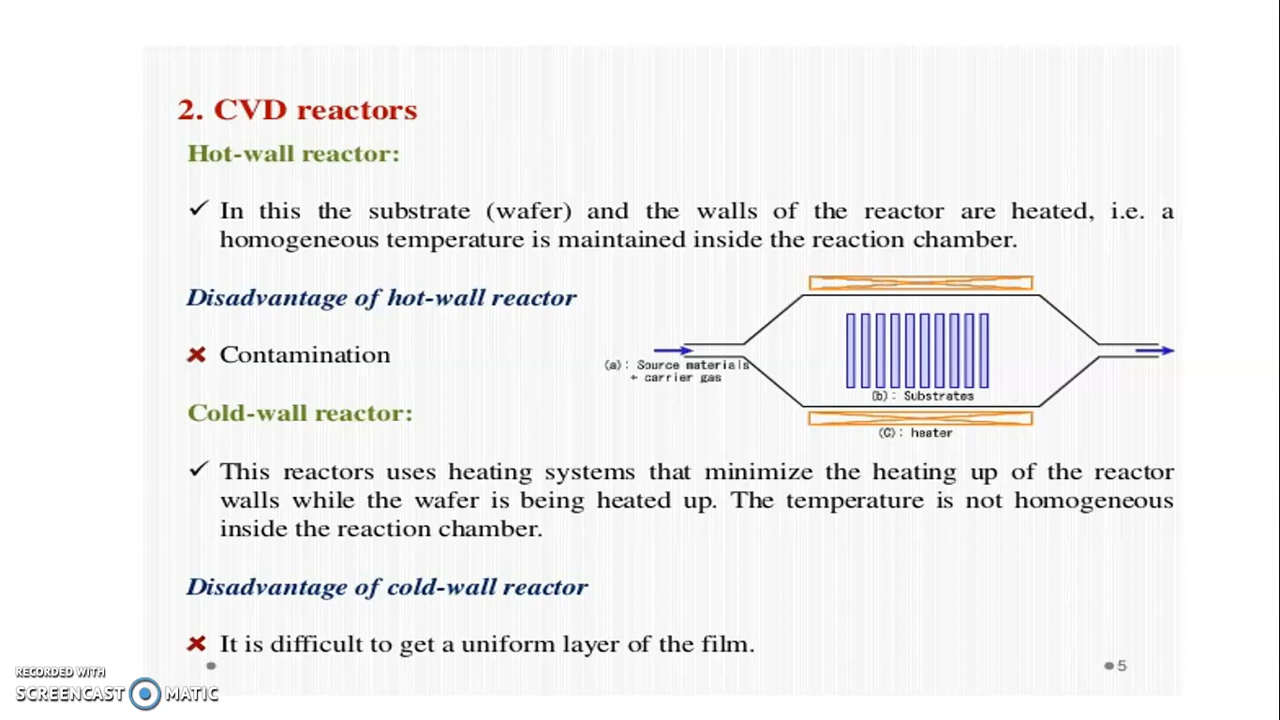 2. CVD reactors
Hot-wall reactor:
✓ In this the substrate (wafer) and the walls of the reactor are heated, i.e. a
homogeneous temperature is maintained inside the reaction chamber.
Disadvantage of hot-wall reactor
✗ Contamination
(a): Source materials
+ carrier gas
(b): Substrates
(C): heater
Cold-wall reactor:
✓ This reactors uses heating systems that minimize the heating up of the reactor
walls while the wafer is being heated up. The temperature is not homogeneous
inside the reaction chamber.
Disadvantage of cold-wall reactor
✗ It is difficult to get a uniform layer of the film.
5
RECORDED WITH
SCREENCAST MATIC